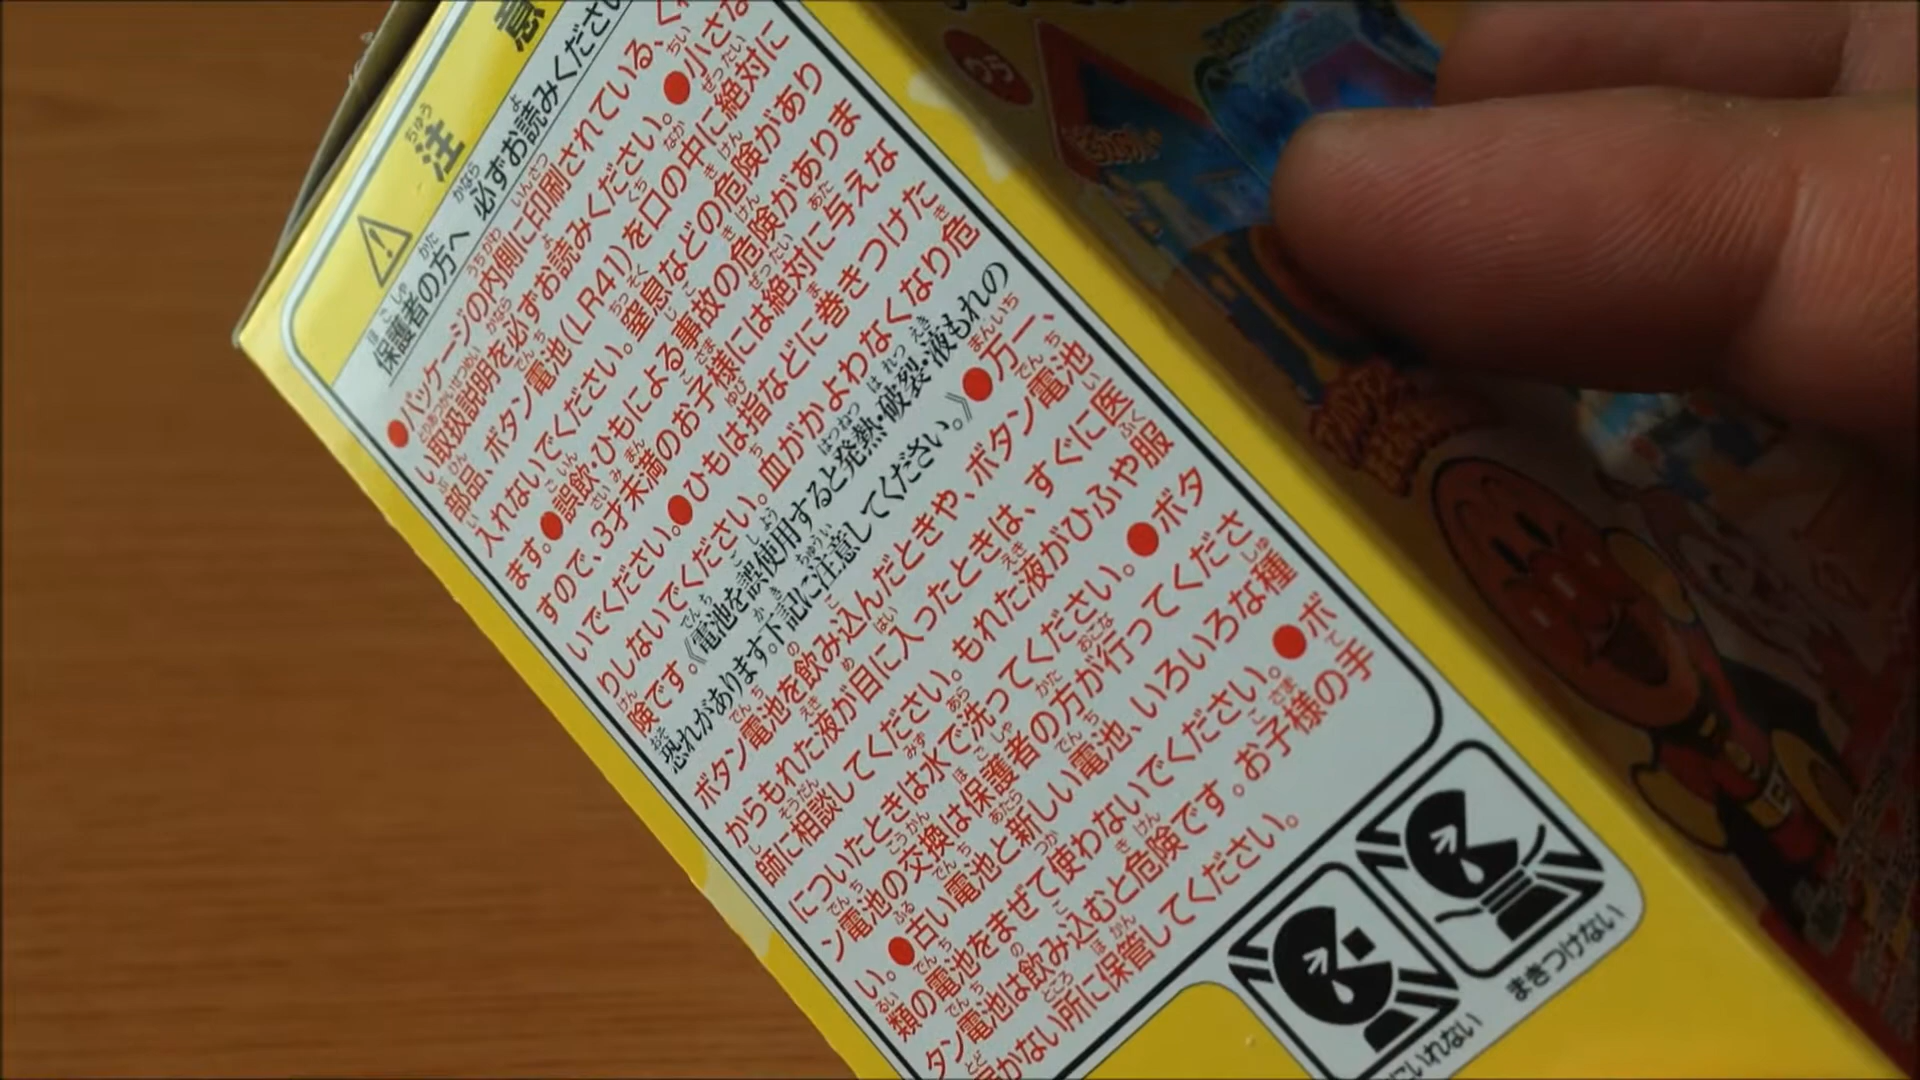 注意
保護者の方へ 必ずお読みください
●パッケージの内側に印刷されている、く
い取扱説明を必ずお読みください。●小さな
部品、ボタン電池(LR41)を口の中に絶対に
入れないでください。窒息などの危険があり
ます。●誤飲・ひもによる事故の危険がありま
すので、3才未満のお子様には絶対に与えな
いでください。●ひもは指などに巻きつけた
りしないでください。血がかよわなくなり危
険です。《電池を誤使用すると発熱・破裂・液もれの
恐れがあります。下記に注意してください。》●万一、
ボタン電池を飲み込んだときや、ボタン電池
からもれた液が目に入ったときは、すぐに医
師に相談してください。もれた液がひふや服
についたときは水で洗ってください。●ボタ
ン電池の交換は保護者の方が行ってくださ
い。●古い電池と新しい電池、いろいろな種
類の電池をまぜて使わないでください。●ボ
タン電池は飲み込むと危険です。お子様の手
かない所に保管してください。
にいれない
まきつけない